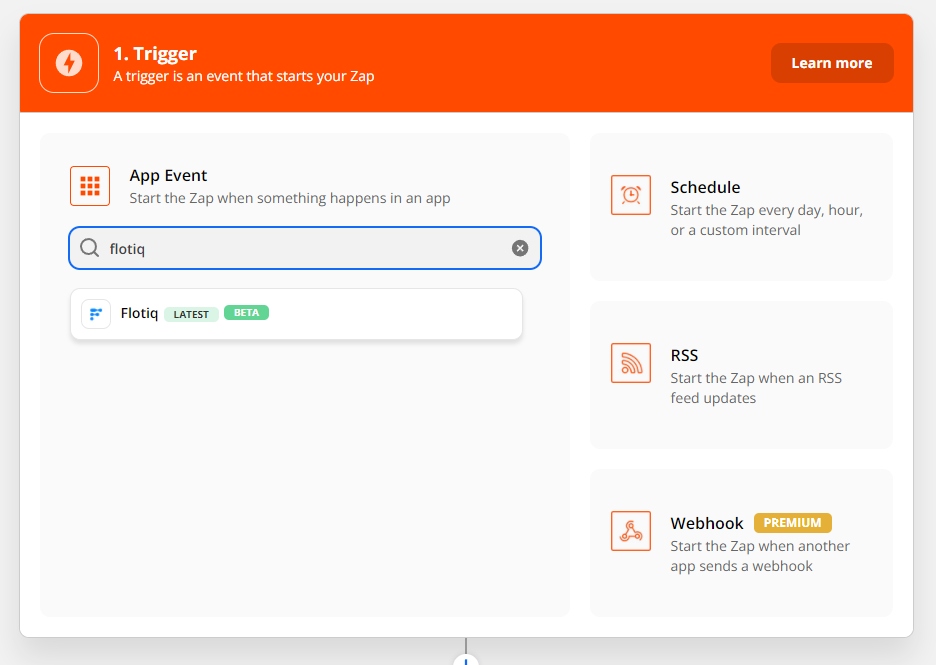 1. Trigger
A trigger is an event that starts your Zap
Learn more
App Event
Start the Zap when something happens in an app
flotiq
Flotiq LATEST BETA
Schedule
Start the Zap every day, hour,
or a custom interval
RSS
Start the Zap when an RSS
feed updates
Webhook PREMIUM
Start the Zap when another
app sends a webhook